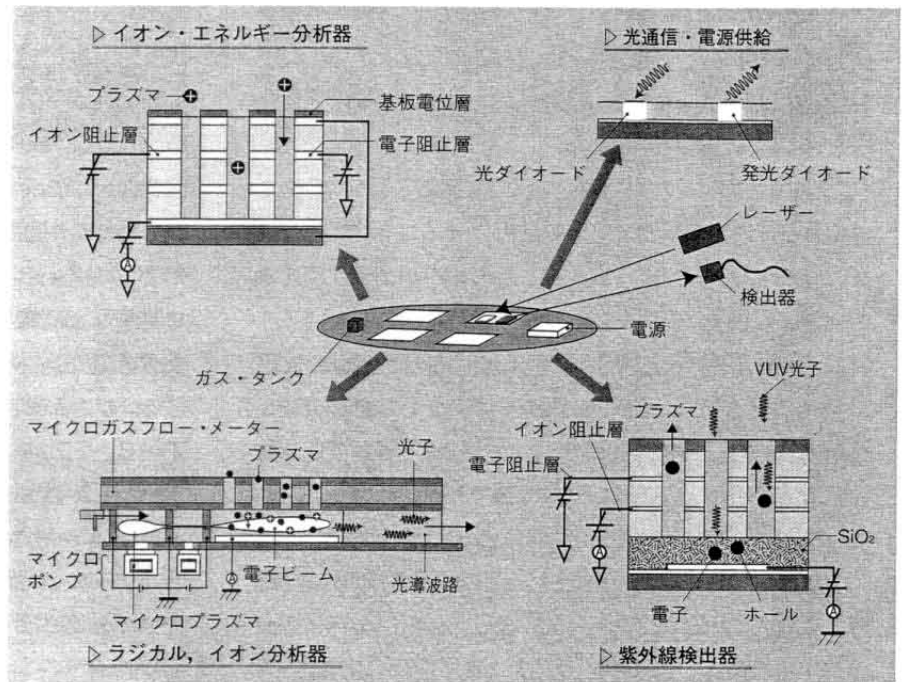 ▷イオン・エネルギー分析器
プラズマ
基板電位層
イオン阻止層
電子阻止層
A
▷光通信・電源供給
光ダイオード
発光ダイオード
レーザー
検出器
電源
ガス・タンク
マイクロガスフロー・メーター
プラズマ
光子
マイクロ
ポンプ
A
電子ビーム
光導波路
マイクロプラズマ
▷ラジカル，イオン分析器
VUV光子
プラズマ
イオン阻止層
電子阻止層
SiO₂
A
A
電子
ホール
▷紫外線検出器